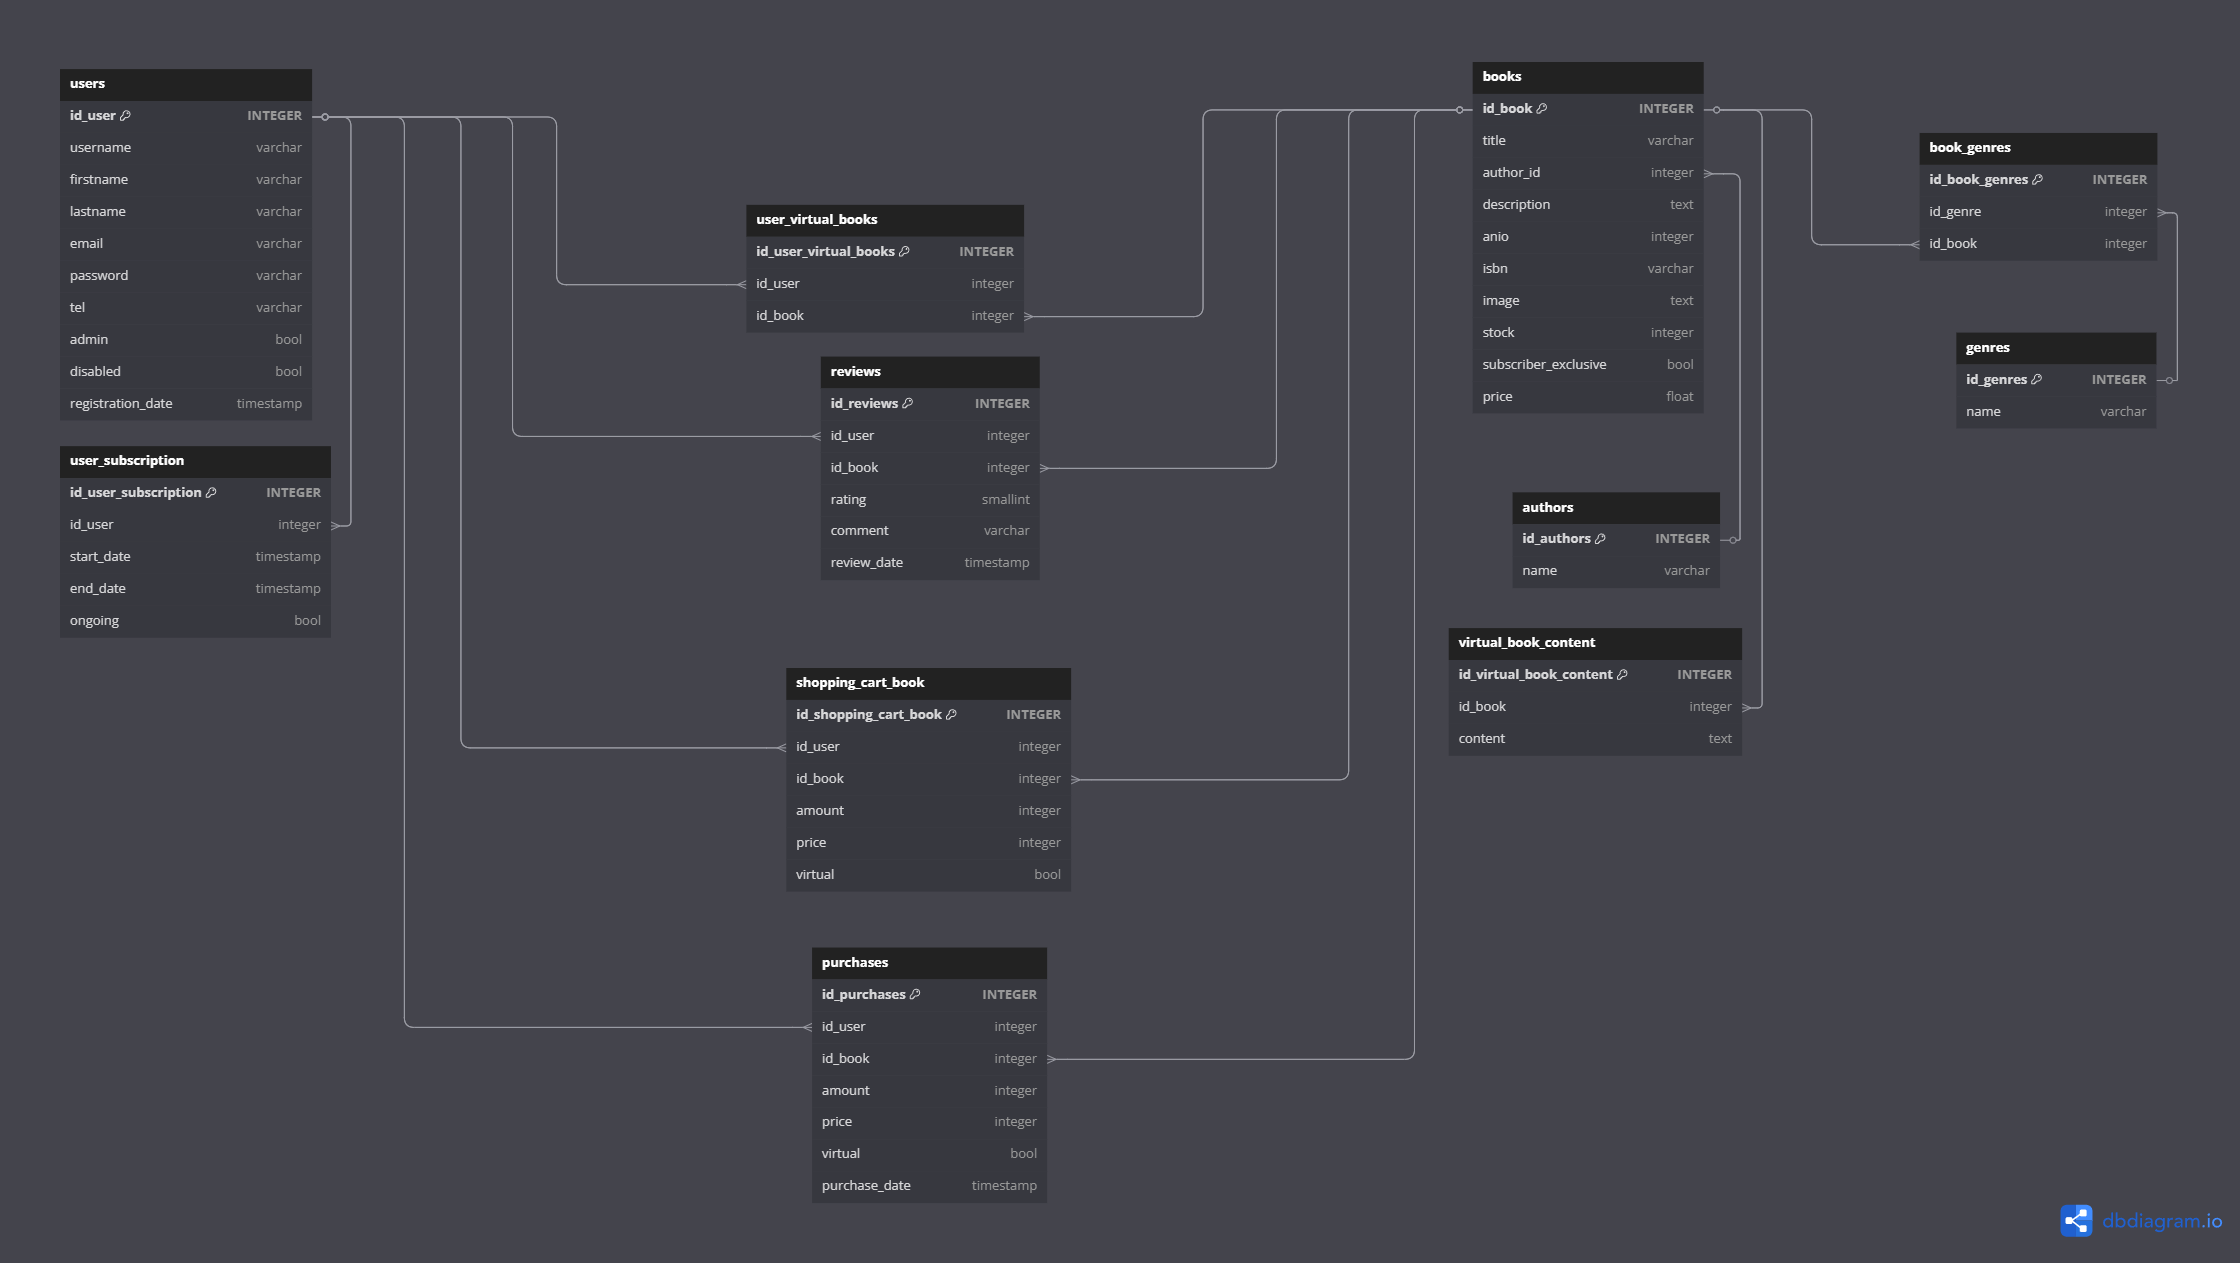 users
id_user INTEGER
username varchar
firstname varchar
lastname varchar
email varchar
password varchar
tel varchar
admin bool
disabled bool
registration_date timestamp
user_subscription
id_user_subscription INTEGER
id_user integer
start_date timestamp
end_date timestamp
ongoing bool
user_virtual_books
id_user_virtual_books INTEGER
id_user integer
id_book integer
reviews
id_reviews INTEGER
id_user integer
id_book integer
rating smallint
comment varchar
review_date timestamp
shopping_cart_book
id_shopping_cart_book INTEGER
id_user integer
id_book integer
amount integer
price integer
virtual bool
purchases
id_purchases INTEGER
id_user integer
id_book integer
amount integer
price integer
virtual bool
purchase_date timestamp
books
id_book INTEGER
title varchar
author_id integer
description text
anio integer
isbn varchar
image text
stock integer
subscriber_exclusive bool
price float
authors
id_authors INTEGER
name varchar
virtual_book_content
id_virtual_book_content INTEGER
id_book integer
content text
book_genres
id_book_genres INTEGER
id_genre integer
id_book integer
genres
id_genres INTEGER
name varchar
dbdiagram.io